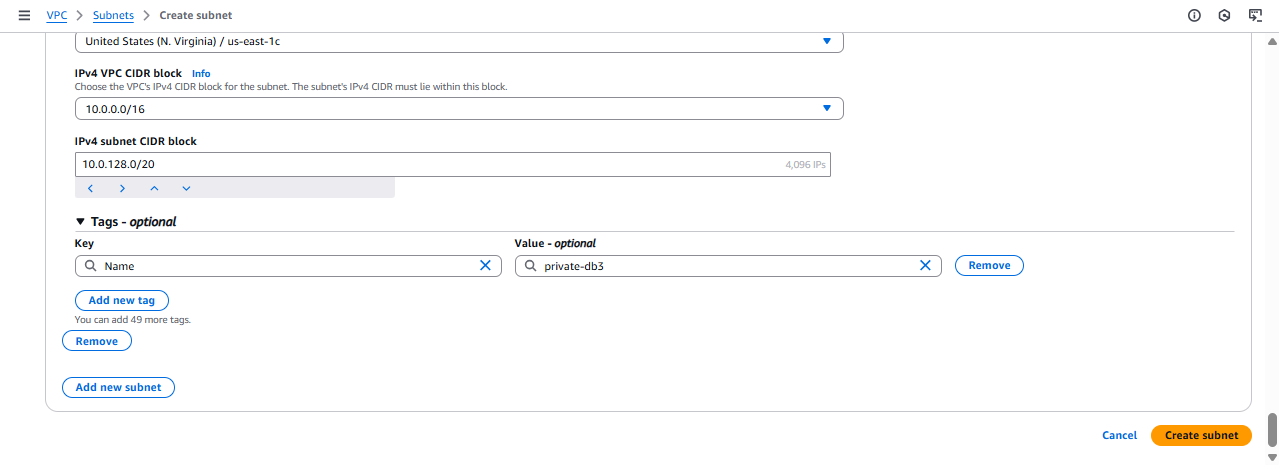 VPC > Subnets > Create subnet
United States (N. Virginia) / us-east-1c
IPv4 VPC CIDR block Info
Choose the VPC's IPv4 CIDR block for the subnet. The subnet's IPv4 CIDR must lie within this block.
10.0.0.0/16
IPv4 subnet CIDR block
10.0.128.0/20 4,096 IPs
Tags - optional
Key Value - optional
Name private-db3 Remove
Add new tag
You can add 49 more tags.
Remove
Add new subnet
Cancel Create subnet